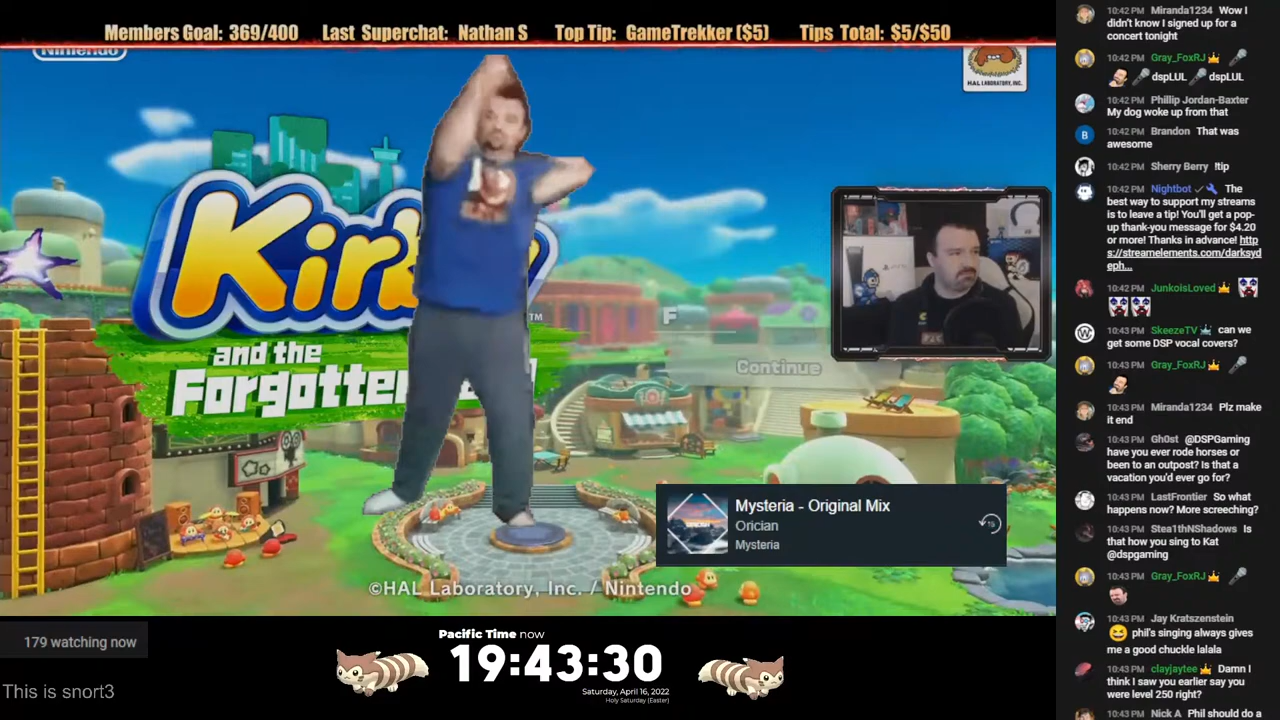 Members Goal: 369/400 Last Superchat: Nathan S Top Tip: GameTrekker ($5) Tips Total: $5/$50
Nintendo
HAL LABORATORY, INC.
Kirby
TM
and the
Forgotten
F
Continue
Mysteria - Original Mix
Orician
Mysteria
15
©HAL Laboratory, Inc. / Nintendo
179 watching now
This is snort3
Pacific Time now
19:43:30
Saturday, April 16, 2022
Holy Saturday (Easter)
10:42 PM Miranda1234 Wow I
didn't know I signed up for a
concert tonight
10:42 PM Gray_FoxRJ
dspLUL dspLUL
10:42 PM Phillip Jordan-Baxter
My dog woke up from that
10:42 PM Brandon That was
awesome
10:42 PM Sherry Berry !tip
10:42 PM Nightbot The
best way to support my streams
is to leave a tip! You'll get a pop-
up thank-you message for $4.20
or more! Thanks in advance! http
s://streamelements.com/darksyd
eph...
10:42 PM JunkoisLoved
10:43 PM SkeezeTV can we
get some DSP vocal covers?
10:43 PM Gray_FoxRJ
10:43 PM Miranda1234 Plz make
it end
10:43 PM Gh0st @DSPGaming
have you ever rode horses or
been to an outpost? Is that a
vacation you'd ever go for?
10:43 PM LastFrontier So what
happens now? More screeching?
10:43 PM Stea1thNShadows Is
that how you sing to Kat
@dspgaming
10:43 PM Gray_FoxRJ
10:43 PM Jay Kratszenstein
phil's singing always gives
me a good chuckle lalala
10:43 PM clayjaytee Damn I
think I saw you earlier say you
were level 250 right?
10:43 PM Nick A Phil should do a